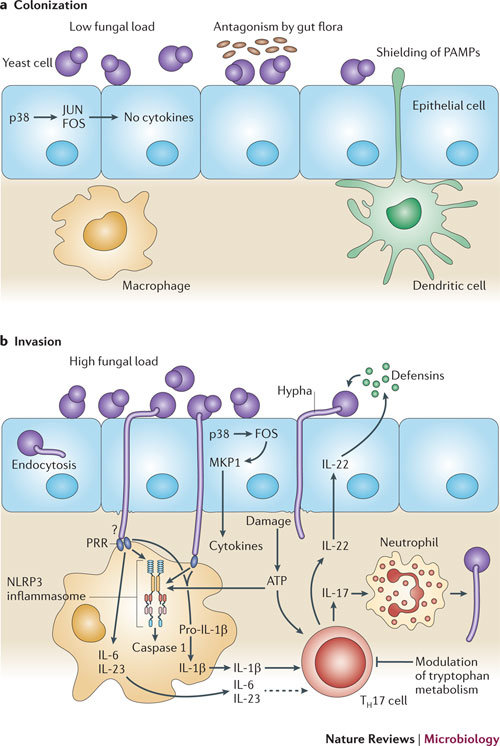 a Colonization
Low fungal load
Antagonism by gut flora
Yeast cell
Shielding of PAMPs
p38
JUN
FOS
No cytokines
Epithelial cell
Macrophage
Dendritic cell
b Invasion
High fungal load
Hypha
Defensins
Endocytosis
p38
FOS
MKP1
IL-22
?
PRR
Cytokines
Damage
IL-22
Neutrophil
NLRP3
inflammasome
ATP
IL-17
Pro-IL-1β
Caspase 1
IL-6
IL-23
IL-1β
IL-1β
IL-6
IL-23
TH17 cell
Modulation
of tryptophan
metabolism
Nature Reviews | Microbiology